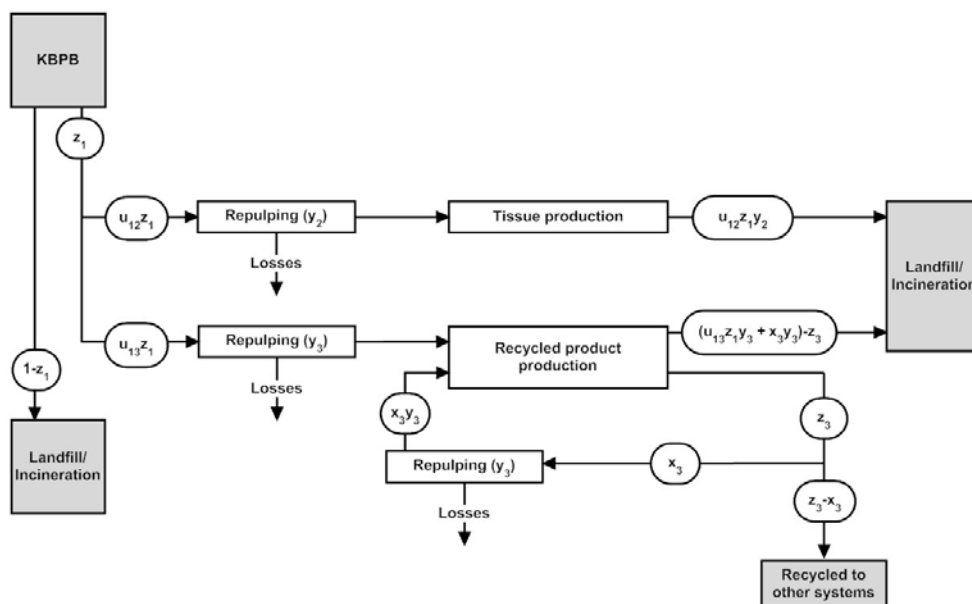 KBPB
z₁
u₁₂z₁
Repulping (y₂)
Tissue production
u₁₂z₁y₂
Losses
Landfill/
Incineration
u₁₃z₁
Repulping (y₃)
Recycled product
production
(u₁₃z₁y₃ + x₃y₃)-z₃
Losses
1-z₁
x₃y₃
z₃
Landfill/
Incineration
Repulping (y₃)
x₃
z₃-x₃
Losses
Recycled to
other systems